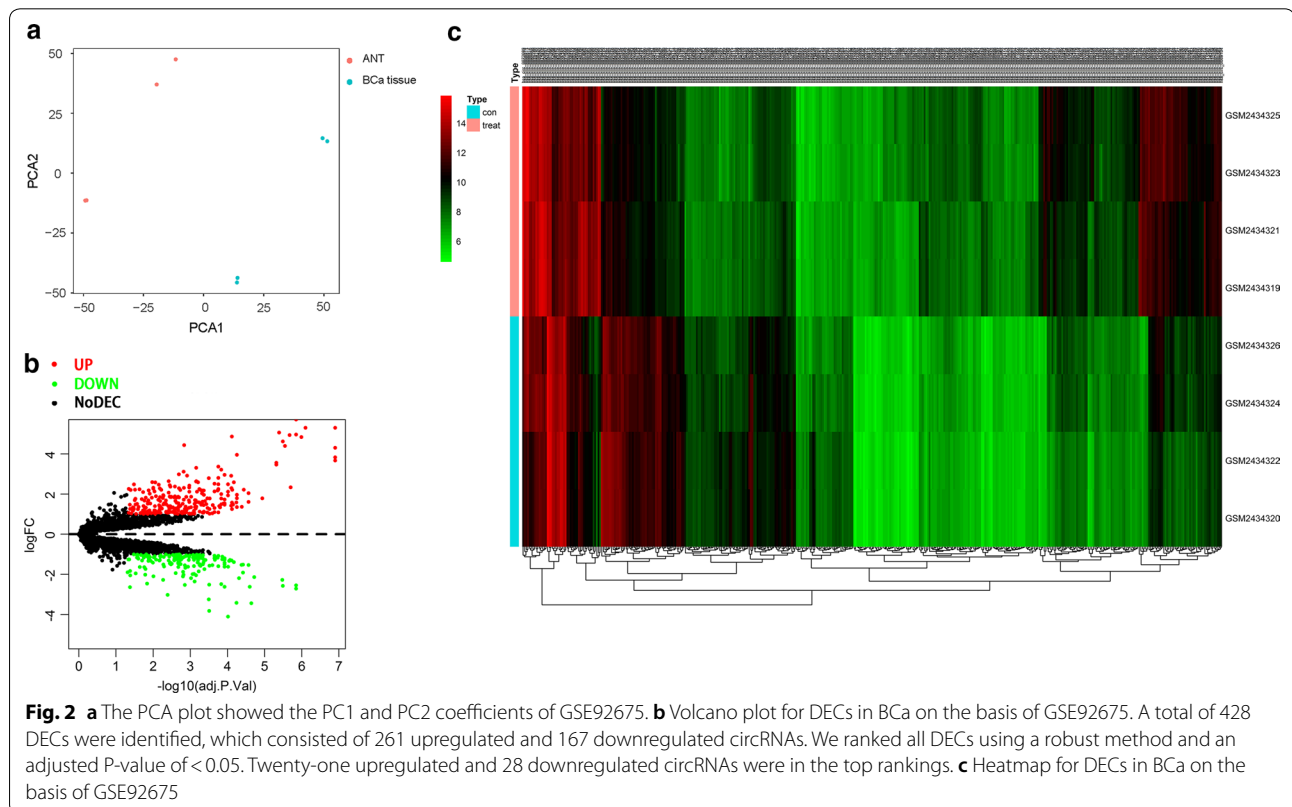 a
50
25
0
−25
−50
PCA2
−50
−25
0
25
50
PCA1
ANT
BCa tissue
b
UP
DOWN
NoDEC
4
2
0
-2
-4
logFC
0
1
2
3
4
5
6
7
-log10(adj.P.Val)
c
Type
14
12
10
8
6
Type
con
treat
GSM2434325
GSM2434323
GSM2434321
GSM2434319
GSM2434326
GSM2434324
GSM2434322
GSM2434320
Fig. 2 a The PCA plot showed the PC1 and PC2 coefficients of GSE92675. b Volcano plot for DECs in BCa on the basis of GSE92675. A total of 428
DECs were identified, which consisted of 261 upregulated and 167 downregulated circRNAs. We ranked all DECs using a robust method and an
adjusted P-value of < 0.05. Twenty-one upregulated and 28 downregulated circRNAs were in the top rankings. c Heatmap for DECs in BCa on the
basis of GSE92675